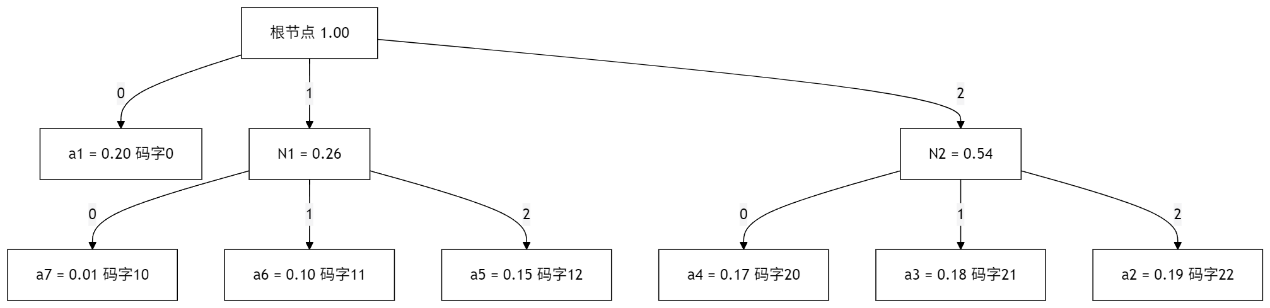 根节点 1.00
0
1
2
a1 = 0.20 码字0
N1 = 0.26
N2 = 0.54
0
1
2
0
1
2
a7 = 0.01 码字10
a6 = 0.10 码字11
a5 = 0.15 码字12
a4 = 0.17 码字20
a3 = 0.18 码字21
a2 = 0.19 码字22